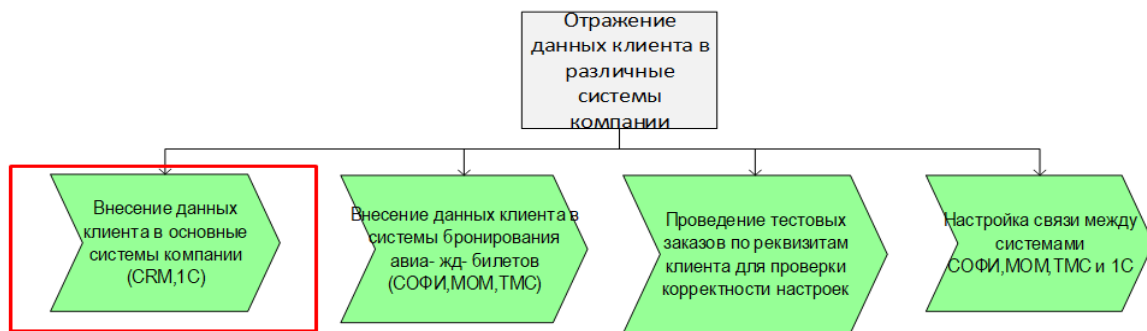 Отражение
данных клиента в
различные
системы
компании
Внесение данных
клиента в основные
системы компании
(CRM,1C)
Внесение данных клиента в
системы бронирования
авиа- жд- билетов
(СОФИ,МОМ,ТМС)
Проведение тестовых
заказов по реквизитам
клиента для проверки
корректности настроек
Настройка связи между
системами
СОФИ,МОМ,ТМС и 1С